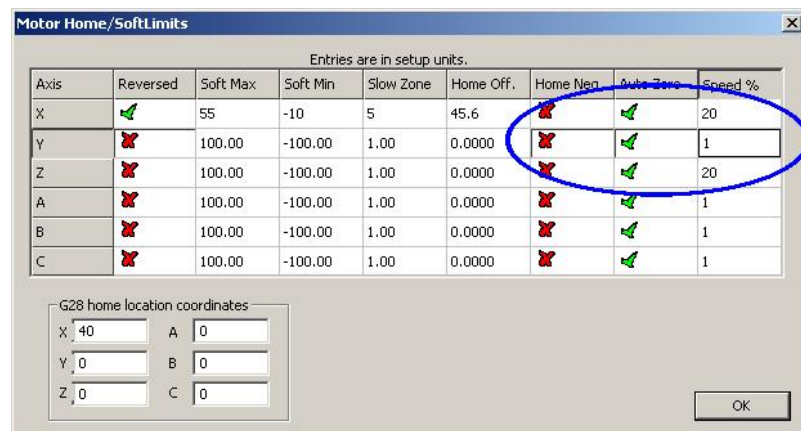 Motor Home/SoftLimits
Entries are in setup units.
Axis Reversed Soft Max Soft Min Slow Zone Home Off. Home Neg Auto Zero Speed %
X 55 -10 5 45.6 20
Y 100.00 -100.00 1.00 0.0000 1
Z 100.00 -100.00 1.00 0.0000 20
A 100.00 -100.00 1.00 0.0000 1
B 100.00 -100.00 1.00 0.0000 1
C 100.00 -100.00 1.00 0.0000 1
G28 home location coordinates
X 40 A 0
Y 0 B 0
Z 0 C 0
OK